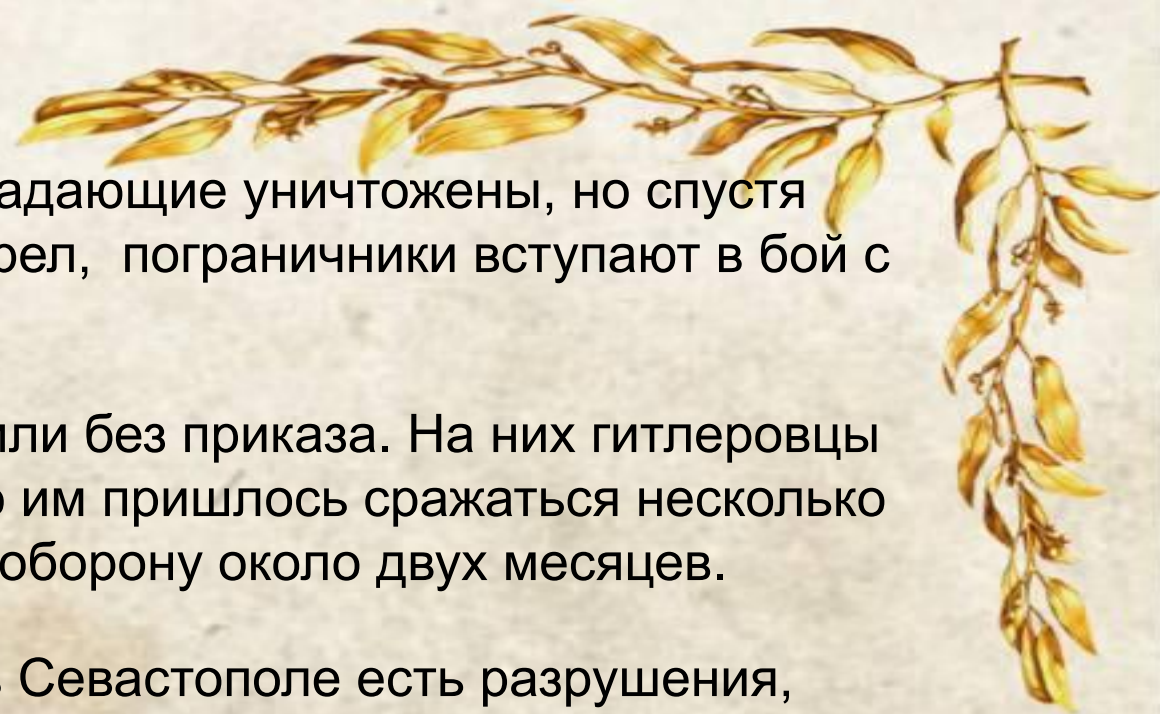 адающие уничтожены, но спустя
рел, пограничники вступают в бой с
или без приказа. На них гитлеровцы
о им пришлось сражаться несколько
оборону около двух месяцев.
Севастополе есть разрушения,